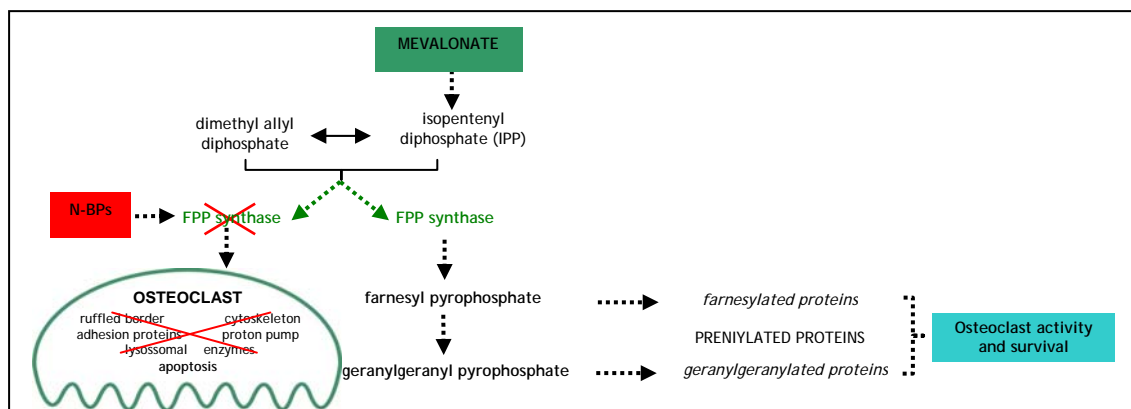 MEVALONATE
dimethyl allyl
diphosphate
isopentenyl
diphosphate (IPP)
N-BPs
FPP synthase
FPP synthase
OSTEOCLAST
ruffled border
cytoskeleton
adhesion proteins
proton pump
lysossomal
enzymes
apoptosis
farnesyl pyrophosphate
farnesylated proteins
PRENIYLATED PROTEINS
geranylgeranyl pyrophosphate
geranylgeranylated proteins
Osteoclast activity
and survival